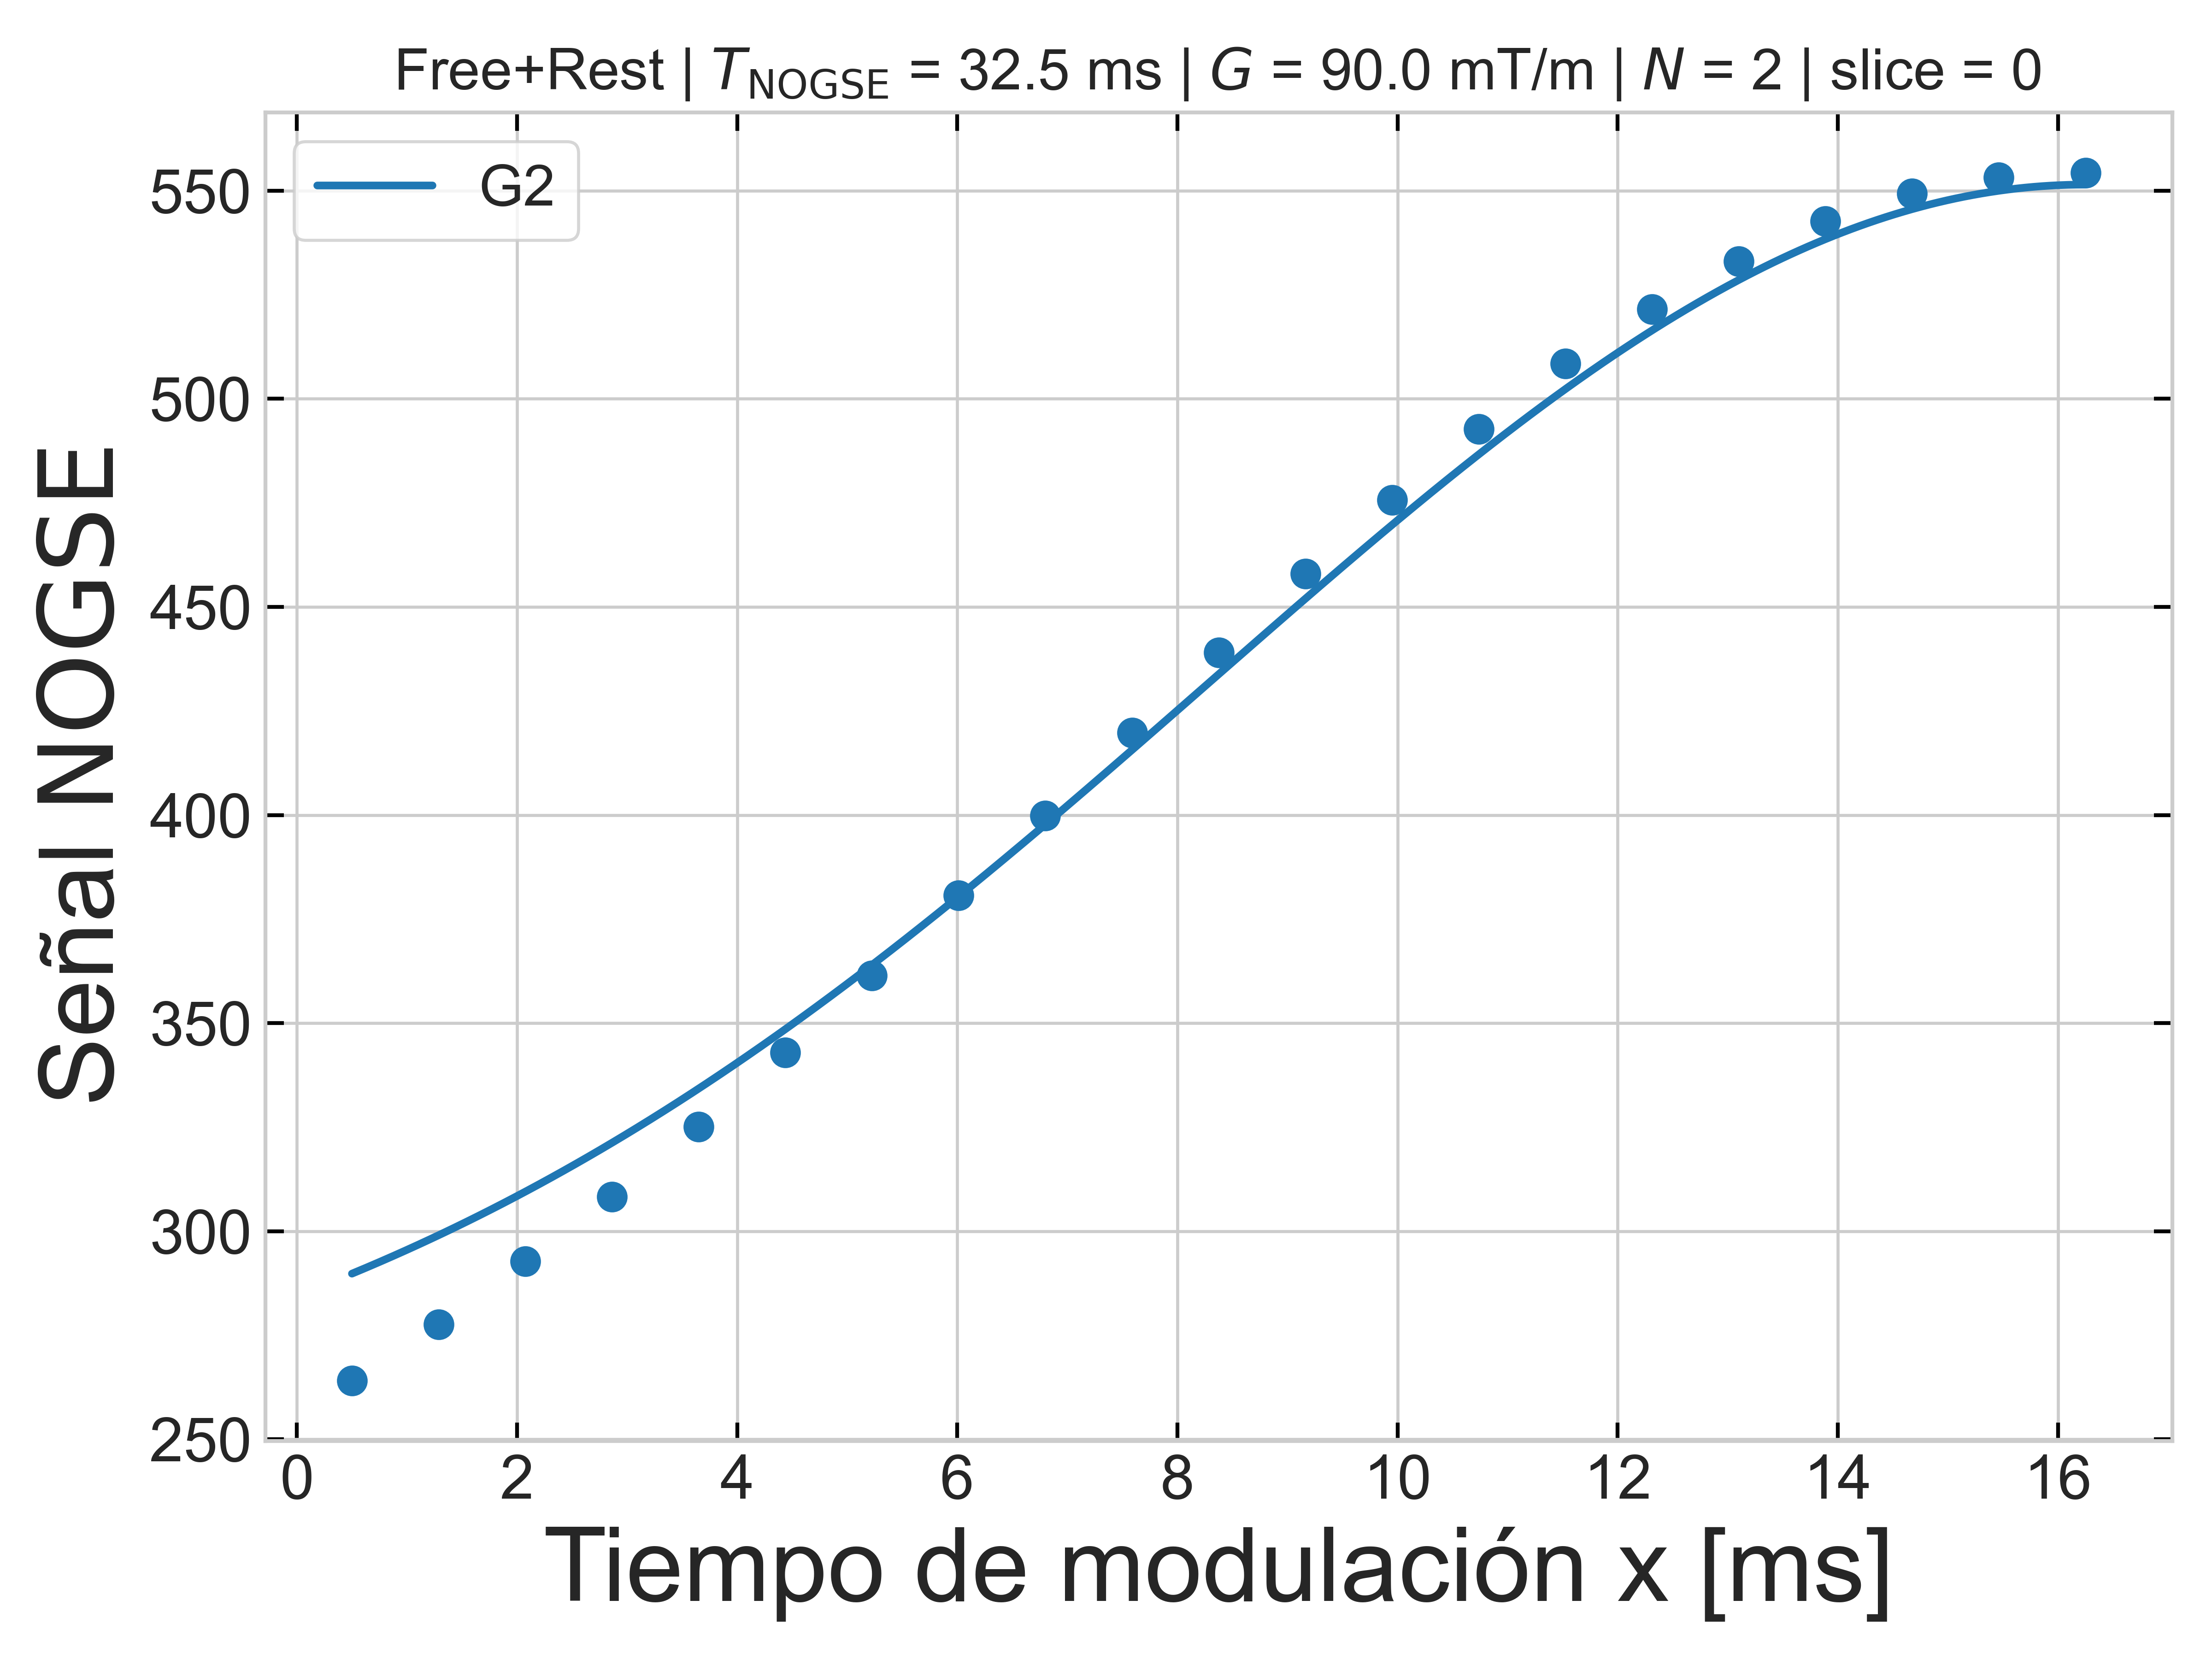 Free+Rest | T_NOGSE = 32.5 ms | G = 90.0 mT/m | N = 2 | slice = 0
G2
Señal NOGSE
550
500
450
400
350
300
250
0 2 4 6 8 10 12 14 16
Tiempo de modulación x [ms]